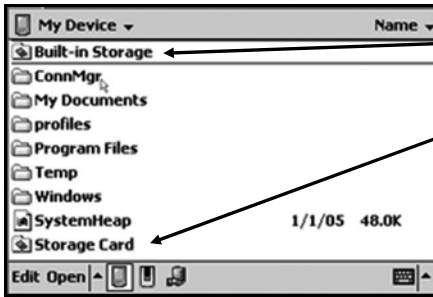 My Device Name
Built-in Storage
ConnMgr
My Documents
profiles
Program Files
Temp
Windows
SystemHeap 1/1/05 48.0K
Storage Card
Edit Open